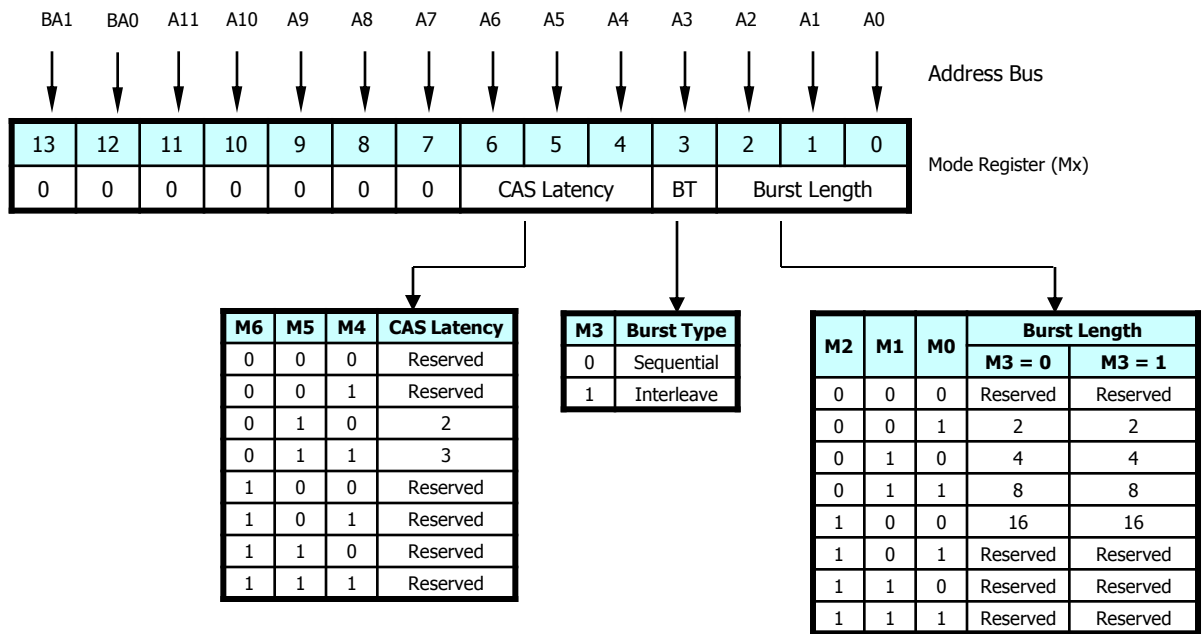 BA1 BA0 A11 A10 A9 A8 A7 A6 A5 A4 A3 A2 A1 A0
Address Bus
13 12 11 10 9 8 7 6 5 4 3 2 1 0
Mode Register (Mx)
0 0 0 0 0 0 0 CAS Latency BT Burst Length
M6 M5 M4 CAS Latency
0 0 0 Reserved
0 0 1 Reserved
0 1 0 2
0 1 1 3
1 0 0 Reserved
1 0 1 Reserved
1 1 0 Reserved
1 1 1 Reserved
M3 Burst Type
0 Sequential
1 Interleave
M2 M1 M0 Burst Length
M3 = 0 M3 = 1
0 0 0 Reserved Reserved
0 0 1 2 2
0 1 0 4 4
0 1 1 8 8
1 0 0 16 16
1 0 1 Reserved Reserved
1 1 0 Reserved Reserved
1 1 1 Reserved Reserved